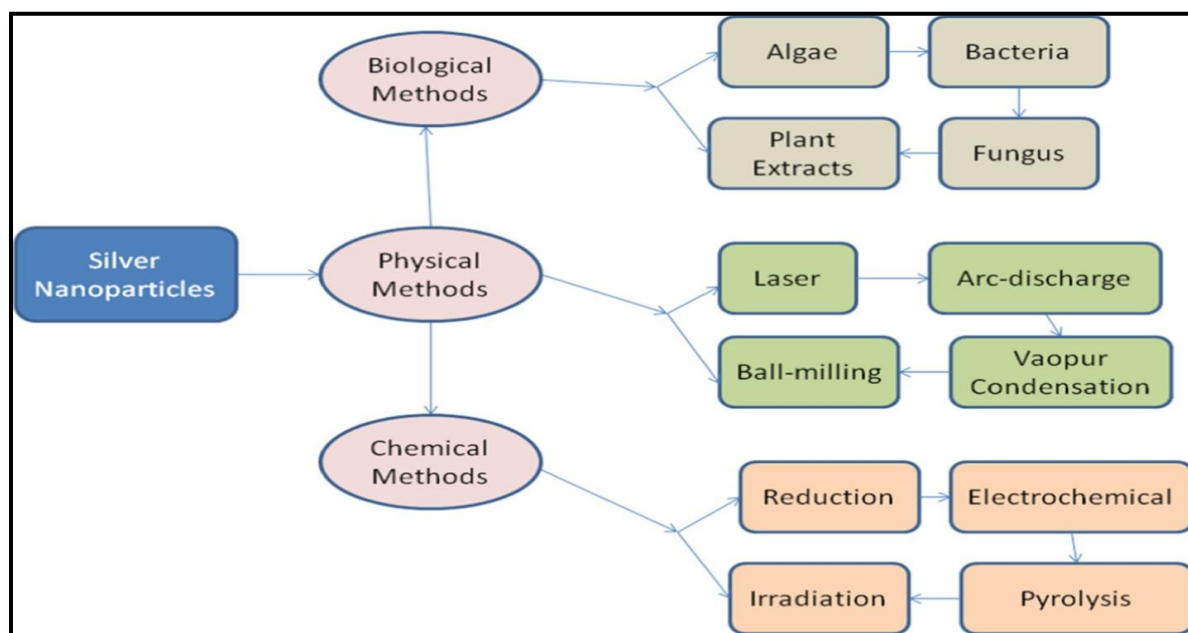 Biological
Methods
Algae
Bacteria
Plant
Extracts
Fungus
Silver
Nanoparticles
Physical
Methods
Laser
Arc-discharge
Ball-milling
Vaopur
Condensation
Chemical
Methods
Reduction
Electrochemical
Irradiation
Pyrolysis